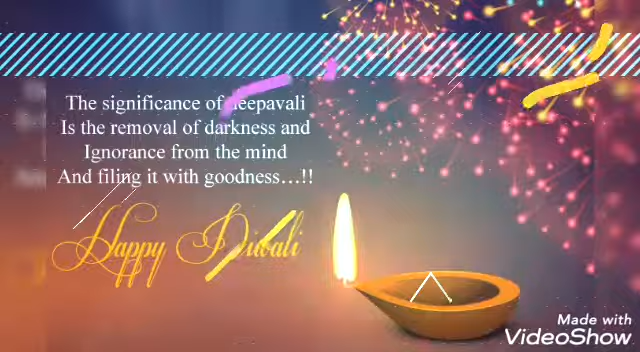 The significance of deepavali
Is the removal of darkness and
Ignorance from the mind
And filing it with goodness...!!
Happy Diwali
Made with
VideoShow